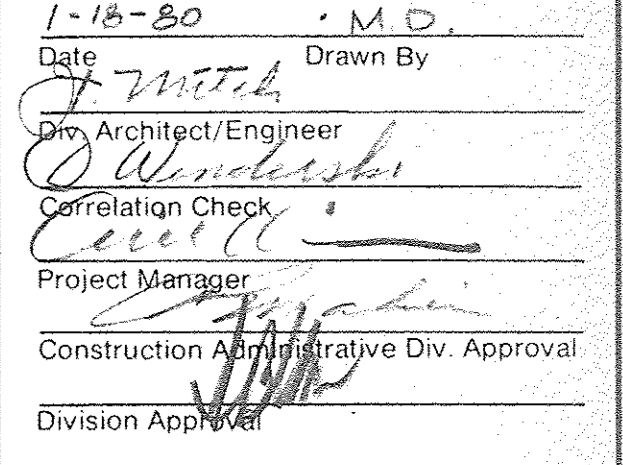 1-18-80 · M.D.
Date Drawn By
J. Mitch
Div. Architect/Engineer
J
Correlation Check
Project Manager
Construction Administrative Div. Approval
Division Approval